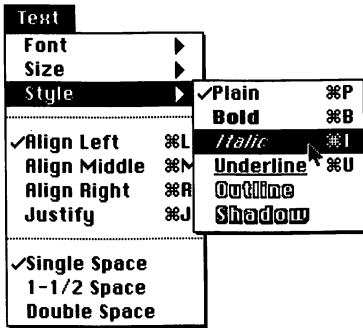 Text
Font
Size
Style
✓Align Left ⌘L
Align Middle ⌘M
Align Right ⌘R
Justify ⌘J
✓Single Space
1-1/2 Space
Double Space
✓Plain ⌘P
Bold ⌘B
Italic ⌘I
Underline ⌘U
Outline
Shadow